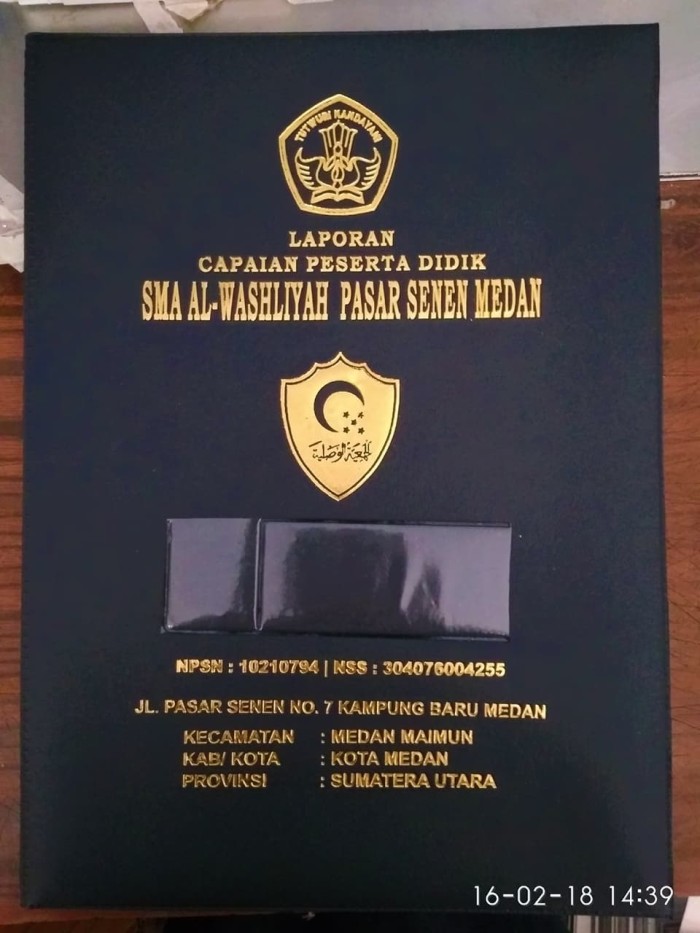 TUT WURI HANDAYANI
LAPORAN
CAPAIAN PESERTA DIDIK
SMA AL-WASHLIYAH PASAR SENEN MEDAN
الجمعية الوصلية
NPSN : 10210794 | NSS : 304076004255
JL. PASAR SENEN NO. 7 KAMPUNG BARU MEDAN
KECAMATAN : MEDAN MAIMUN
KAB/ KOTA : KOTA MEDAN
PROVINSI : SUMATERA UTARA
16-02-18 14:39